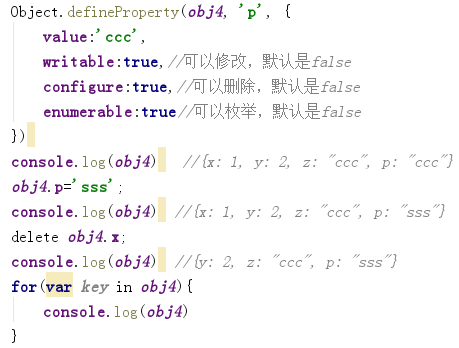 Object.defineProperty(obj4, 'p', {
    value:'ccc',
    writable:true,//可以修改，默认是false
    configure:true,//可以删除，默认是false
    enumerable:true//可以枚举，默认是false
})
console.log(obj4)  //{x: 1, y: 2, z: "ccc", p: "ccc"}
obj4.p='sss';
console.log(obj4) //{x: 1, y: 2, z: "ccc", p: "sss"}
delete obj4.x;
console.log(obj4) //{y: 2, z: "ccc", p: "sss"}
for(var key in obj4){
    console.log(obj4)
}